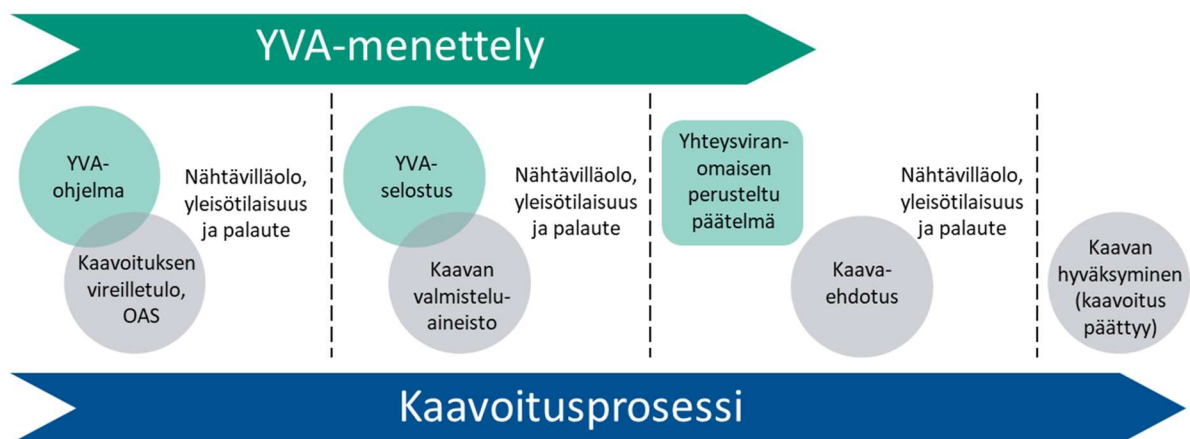 YVA-menettely
YVA-
ohjelma
Nähtävilläolo,
yleisötilaisuus
ja palaute
Kaavoituksen
vireilletulo,
OAS
YVA-
selostus
Nähtävilläolo,
yleisötilaisuus
ja palaute
Kaavan
valmistelu-
aineisto
Yhteysviran-
omaisen
perusteltu
päätelmä
Kaava-
ehdotus
Nähtävilläolo,
yleisötilaisuus
ja palaute
Kaavan
hyväksyminen
(kaavoitus
päättyy)
Kaavoitusprosessi